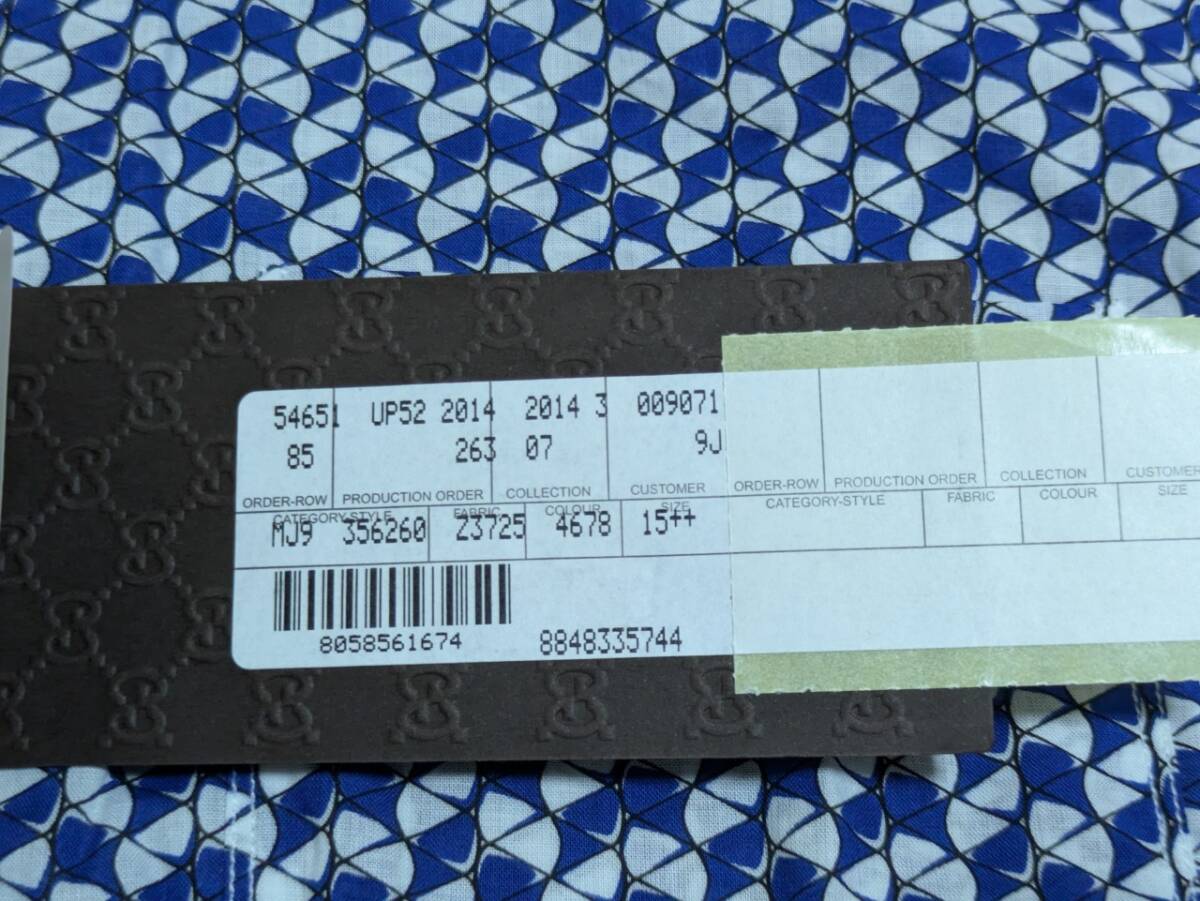 54651 UP52 2014 2014 3 009071
85 263 07 9J
ORDER-ROW PRODUCTION ORDER COLLECTION CUSTOMER ORDER-ROW PRODUCTION ORDER COLLECTION CUSTOMER
CATEGORY-STYLE FABRIC COLOUR SIZE CATEGORY-STYLE FABRIC COLOUR SIZE
MJ9 356260 Z3725 4678 15++
8058561674 8848335744